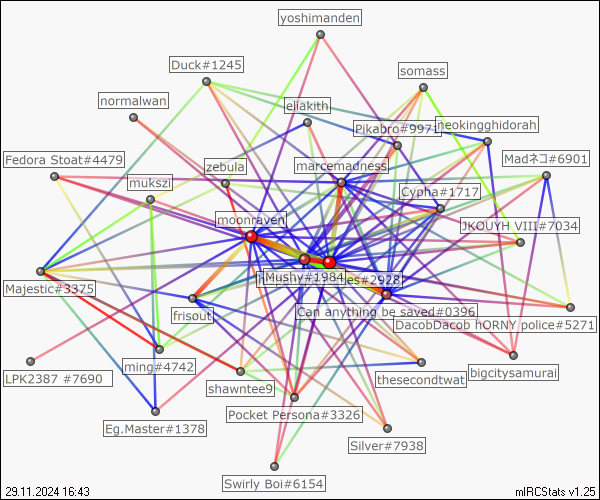 yoshimanden
Duck#1245
somass
normalwan
eliakith
Pikabro#9971
neokingghidorah
Fedora Stoat#4479
zebula
marcemadness
Madネコ#6901
mukszi
Cypha#1717
moonraven
JKOUYH VIII#7034
Mushy#1984
es#2928
Majestic#3375
frisout
Can anything be saved#0396
DacobDacob hORNY police#5271
LPK2387 #7690
ming#4742
thesecondtwat
bigcitysamurai
shawntee9
Pocket Persona#3326
Eg.Master#1378
Silver#7938
Swirly Boi#6154
29.11.2024 16:43
mIRCStats v1.25